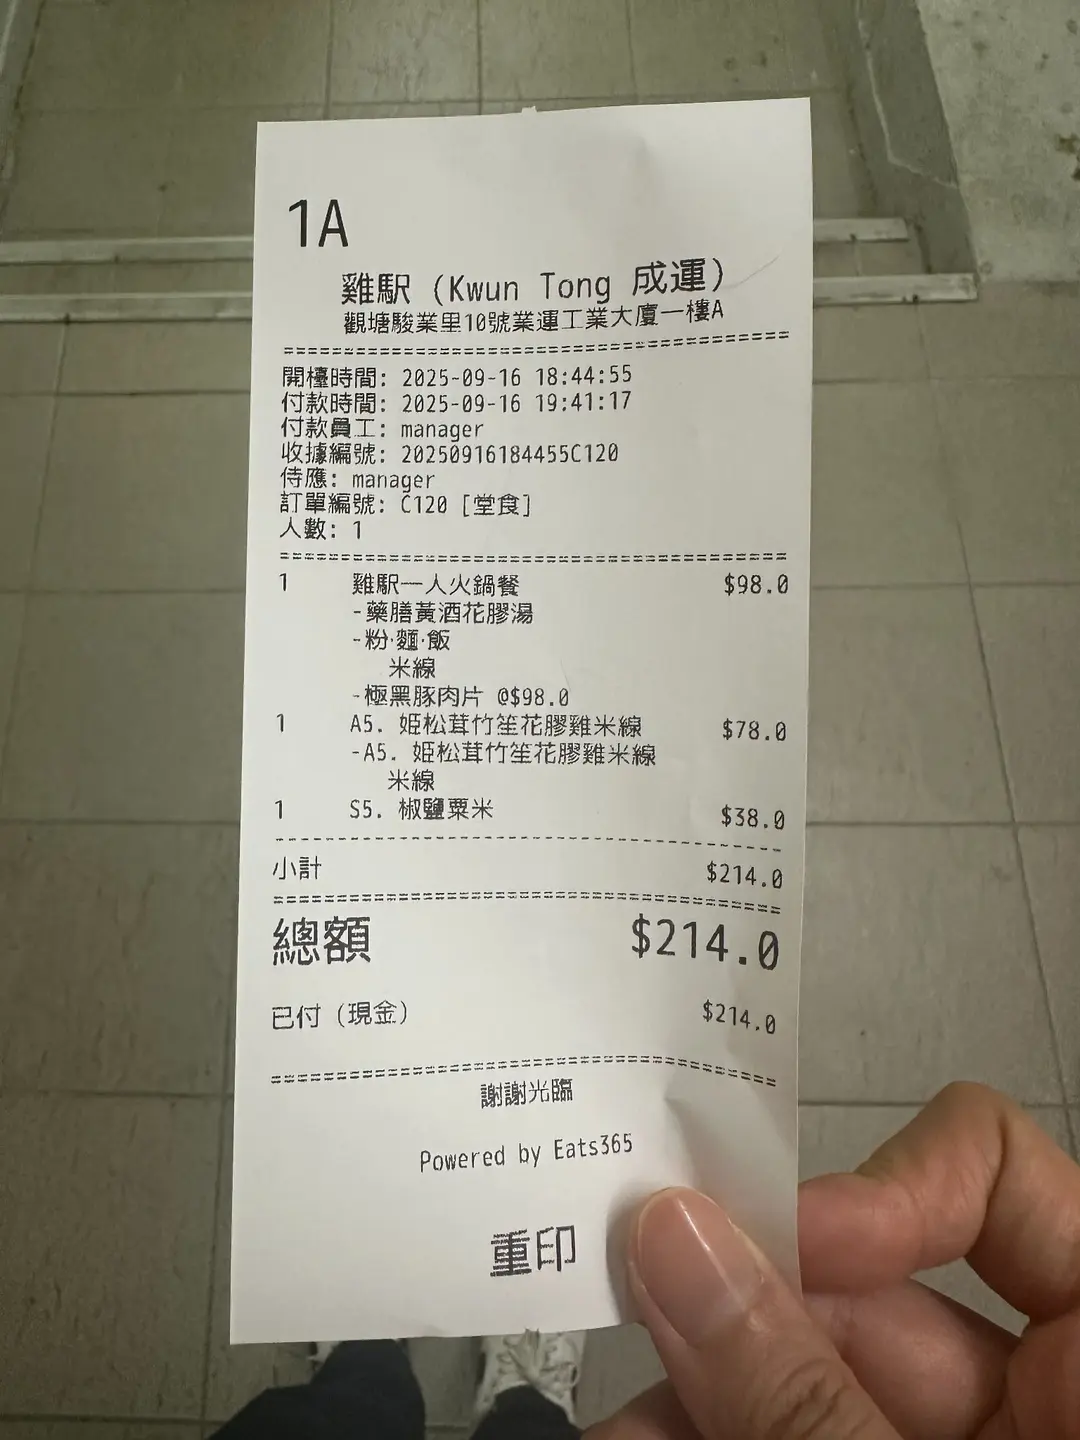 1A
雞駅 (Kwun Tong 成運)
觀塘駿業里10號業運工業大廈一樓A
開檯時間: 2025-09-16 18:44:55
付款時間: 2025-09-16 19:41:17
付款員工: manager
收據編號: 20250916184455C120
侍應: manager
訂單編號: C120 [堂食]
人數: 1
1 雞駅一人火鍋餐 $98.0
-藥膳黃酒花膠湯
-粉·麵·飯
米線
-極黑豚肉片 @$98.0
1 A5. 姫松茸竹笙花膠雞米線 $78.0
-A5. 姫松茸竹笙花膠雞米線
米線
1 S5. 椒鹽粟米 $38.0
小計 $214.0
總額 $214.0
已付 (現金) $214.0
謝謝光臨
Powered by Eats365
重印